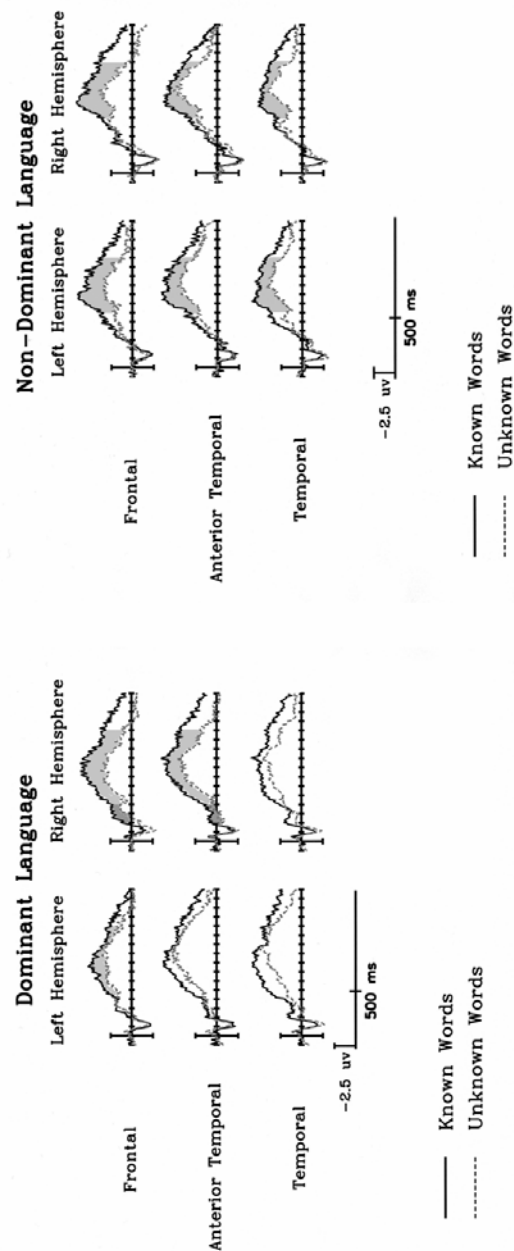 Dominant Language
Left Hemisphere Right Hemisphere
Frontal
Anterior Temporal
Temporal
-2.5 uv
500 ms
Known Words
Unknown Words
Non-Dominant Language
Left Hemisphere Right Hemisphere
Frontal
Anterior Temporal
Temporal
-2.5 uv
500 ms
Known Words
Unknown Words